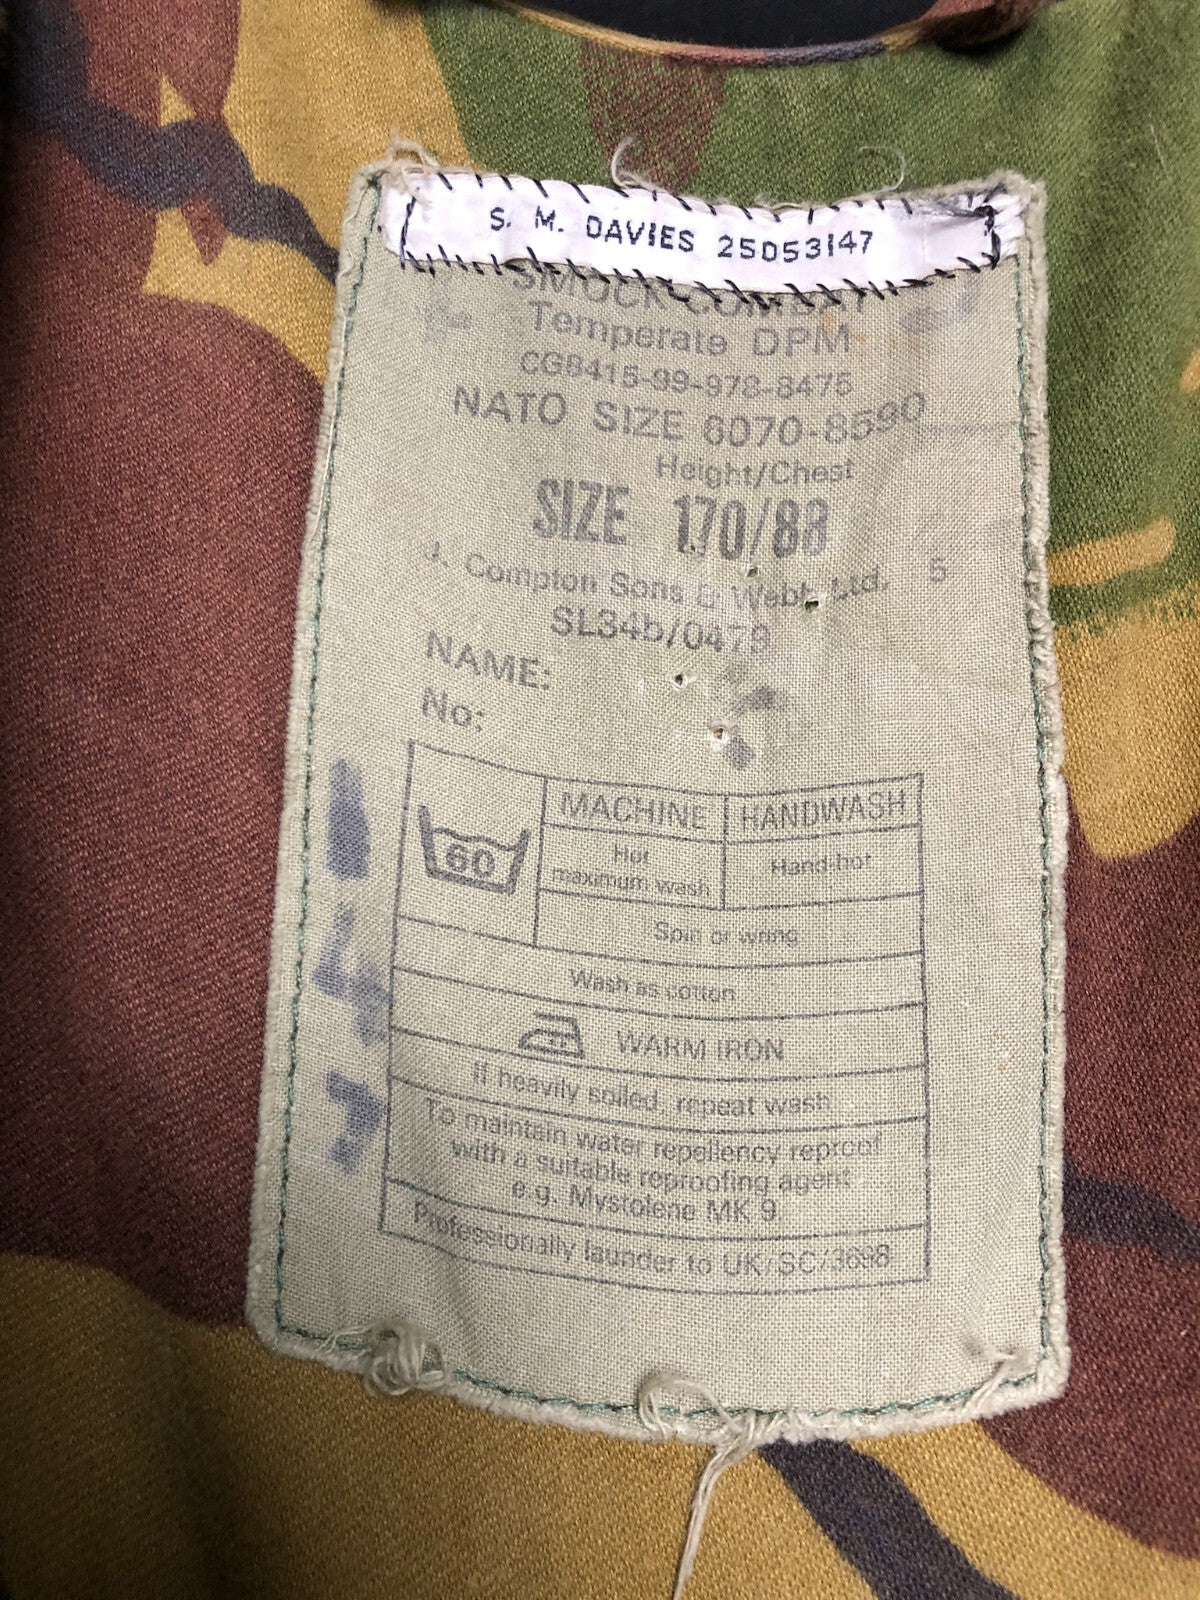 S. M. DAVIES 25053147
SMOCK COMBAT
Temperate DPM
CG8415-99-978-8475
NATO SIZE 6070-8590
Height/Chest
SIZE 170/88
J. Compton Sons & Webb Ltd. 5
SL34b/0479
NAME:
No:
60
MACHINE HANDWASH
Hot
maximum wash
Hand-hot
Spin or wring
Wash as cotton
WARM IRON
If heavily soiled, repeat wash
To maintain water repellency reproof
with a suitable reproofing agent
e.g. Mystolene MK 9.
Professionally launder to UK/SC/3698
147